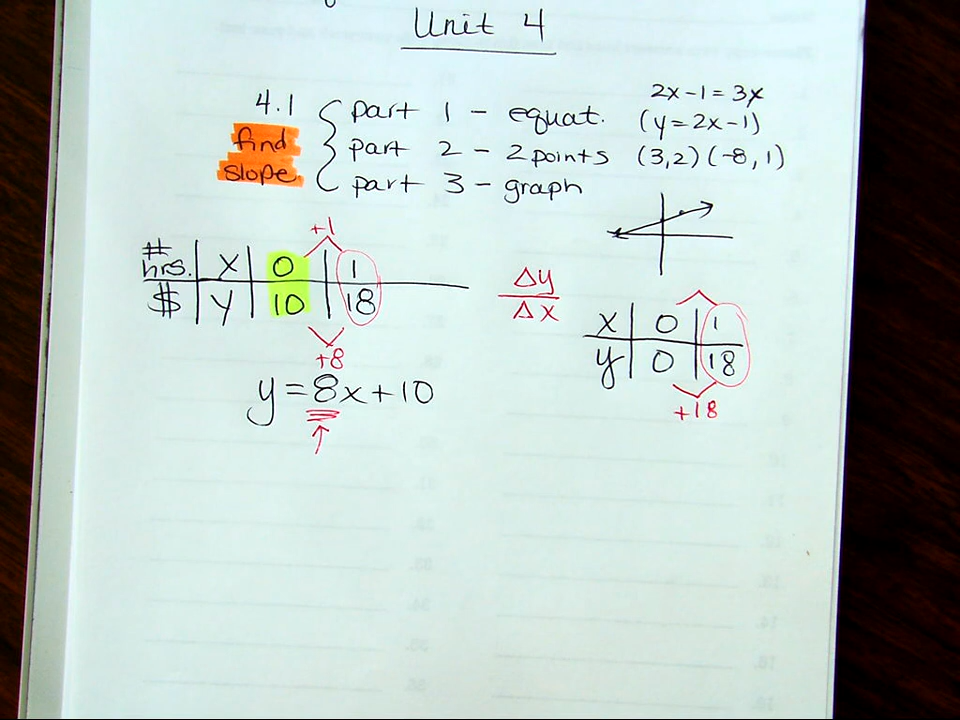 Unit 4
4.1 find slope
part 1 - equat. 2x-1=3x
(y=2x-1)
part 2 - 2 points (3,2) (-8,1)
part 3 - graph
+1
# hrs. X 0 1
$ y 10 18
+8
y = 8x + 10
Δy
Δx
X 0 1
y 0 18
+18